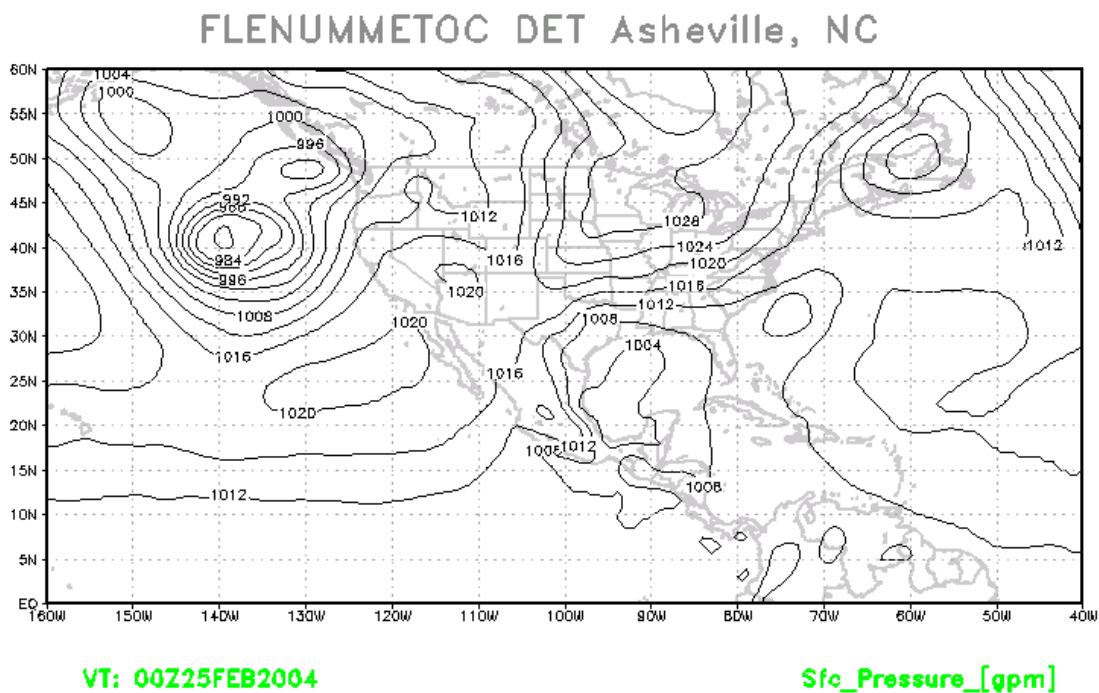 FLENUMMETOC DET Asheville, NC
60N
1004
1000
55N
1000
50N
996
45N
992
1012
1028
40N
984
1016
1024
1012
996
1020
35N
1020
1016
1008
1012
1020
1008
30N
1016
1004
25N
1016
1020
20N
1008
1012
15N
1012
1008
10N
5N
EQ
160W 150W 140W 130W 120W 110W 100W 90W 80W 70W 60W 50W 40W
VT: 00Z25FEB2004
Sfc_Pressure_[gpm]